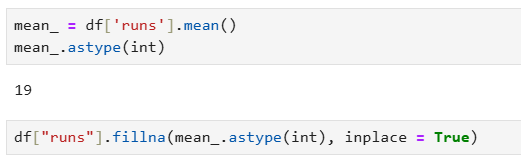 mean_ = df['runs'].mean()
mean_.astype(int)
19
df["runs"].fillna(mean_.astype(int), inplace = True)